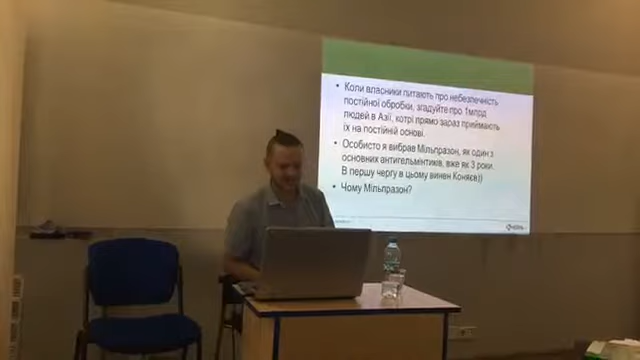 • Коли власники питають про небезпечність
постійної обробки, згадуйте про 1млрд
людей в Азії, котрі прямо зараз приймають
їх на постійній основі.
• Особисто я вибрав Мільпразон, як один з
основних антигельмінтиків, вже як 3 роки.
В першу чергу в цьому винен Коняєв))
• Чому Мільпразон?
KRKA